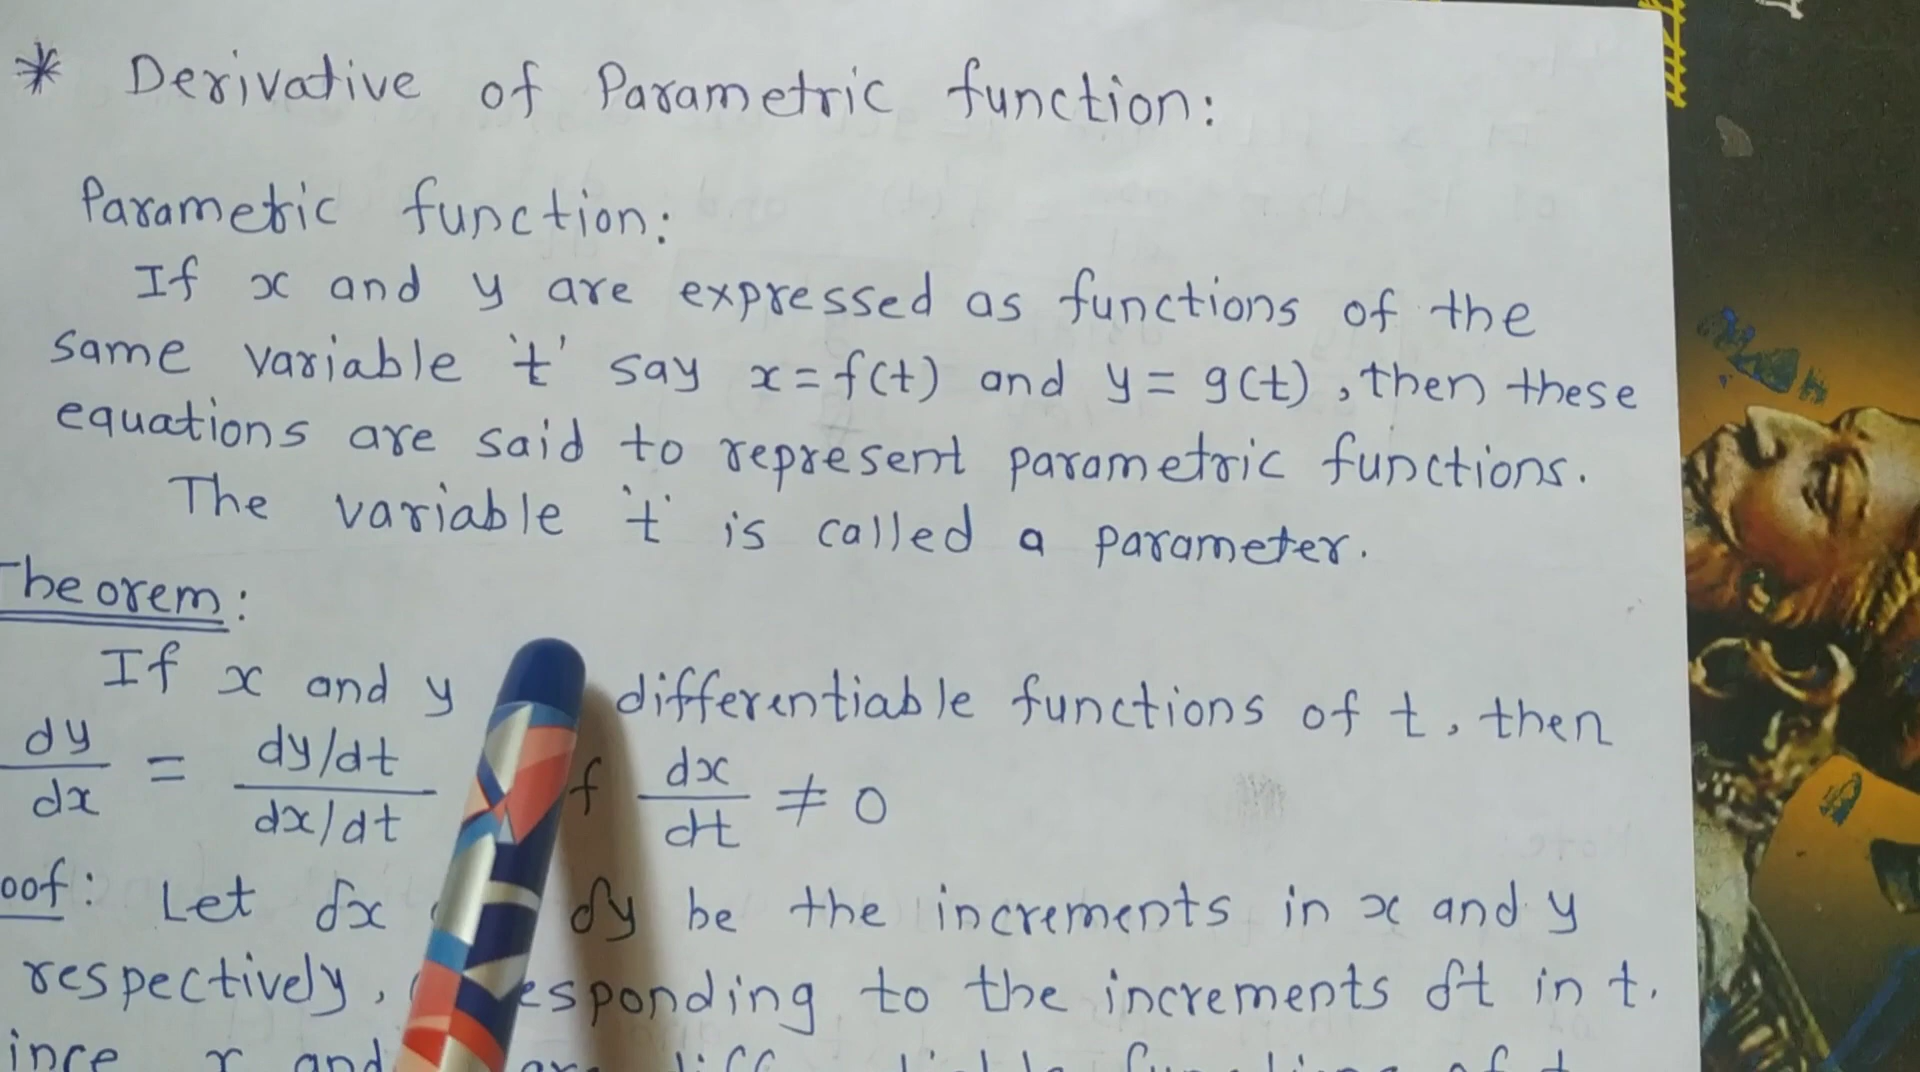 * Derivative of Parametric function:
Parametric function:
If x and y are expressed as functions of the
same variable 't' say x = f(t) and y = g(t), then these
equations are said to represent parametric functions.
The variable 't' is called a parameter.
Theorem:
If x and y differentiable functions of t, then
dy/dx = (dy/dt)/(dx/dt) f dx/dt ≠ 0
oof: Let δx δy be the increments in x and y
respectively, esponding to the increments δt in t.
ince x and